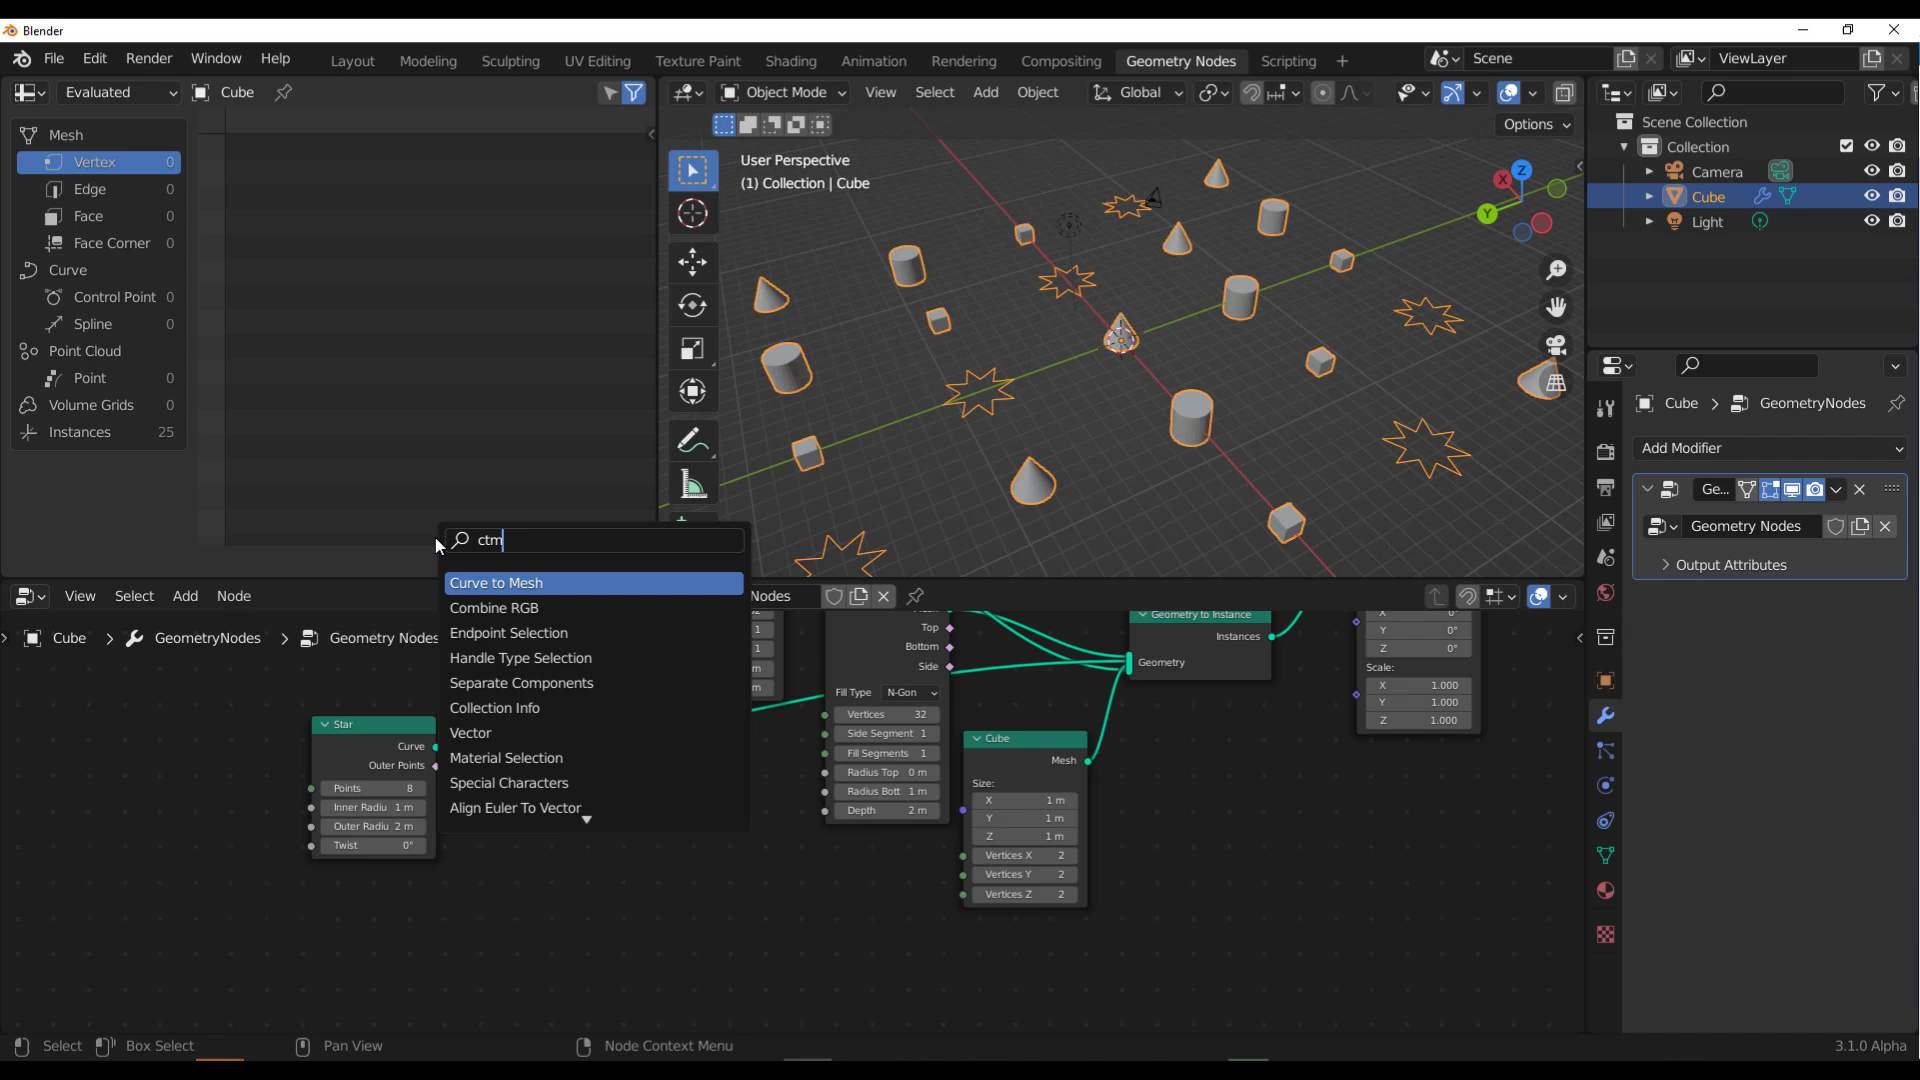 Blender
File Edit Render Window Help Layout Modeling Sculpting UV Editing Texture Paint Shading Animation Rendering Compositing Geometry Nodes Scripting + Scene ViewLayer
Evaluated Cube
Object Mode View Select Add Object Global
Options
Mesh
Vertex 0
Edge 0
Face 0
Face Corner 0
Curve
Control Point 0
Spline 0
Point Cloud
Point 0
Volume Grids 0
Instances 25
User Perspective
(1) Collection | Cube
X
Y
Z
Scene Collection
Collection
Camera
Cube
Light
Cube > GeometryNodes
Add Modifier
Ge...
Geometry Nodes
Output Attributes
ctm
Curve to Mesh
Combine RGB
Endpoint Selection
Handle Type Selection
Separate Components
Collection Info
Vector
Material Selection
Special Characters
Align Euler To Vector
View Select Add Node
Nodes
Cube > GeometryNodes > Geometry Nodes
Star
Curve
Outer Points
Points 8
Inner Radiu 1 m
Outer Radiu 2 m
Twist 0°
1
1
m
m
Top
Bottom
Side
Fill Type N-Gon
Vertices 32
Side Segment 1
Fill Segments 1
Radius Top 0 m
Radius Bott 1 m
Depth 2 m
Cube
Mesh
Size:
X 1 m
Y 1 m
Z 1 m
Vertices X 2
Vertices Y 2
Vertices Z 2
Geometry to Instance
Instances
Geometry
X 0°
Y 0°
Z 0°
Scale:
X 1.000
Y 1.000
Z 1.000
Select Box Select Pan View Node Context Menu 3.1.0 Alpha